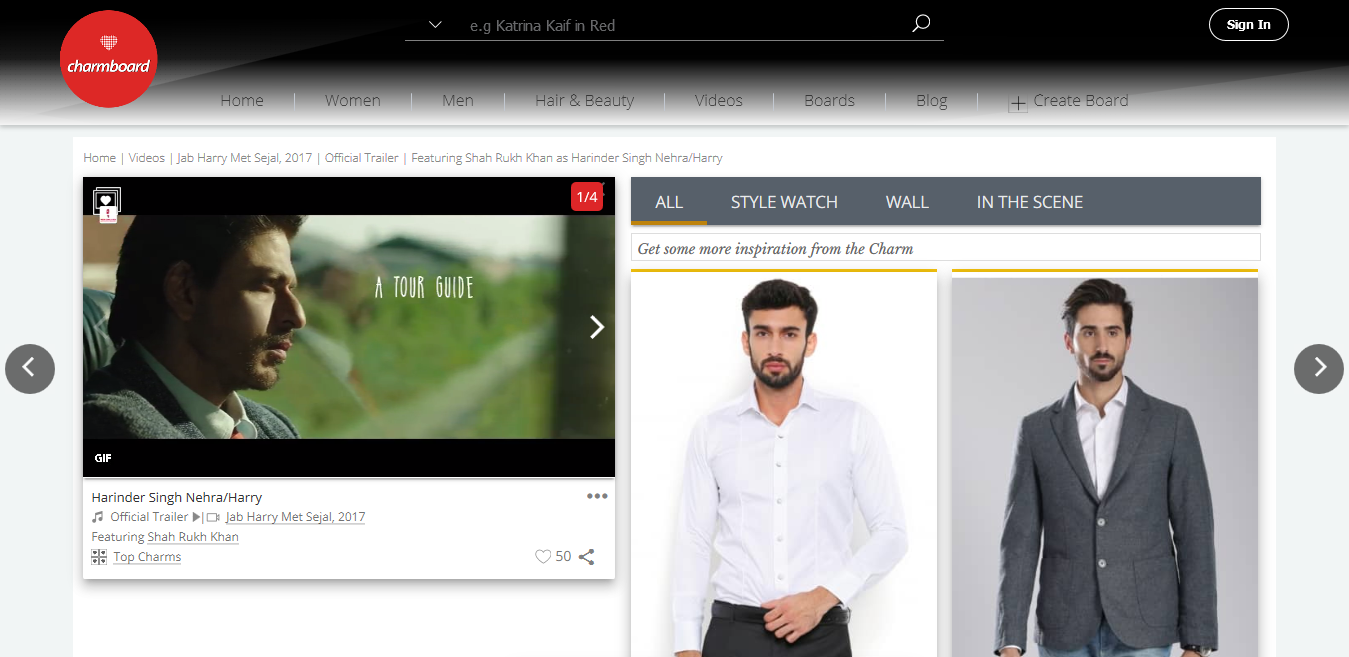 charmboard
e.g Katrina Kaif in Red
Sign In
Home
Women
Men
Hair & Beauty
Videos
Boards
Blog
Create Board
Home | Videos | Jab Harry Met Sejal, 2017 | Official Trailer | Featuring Shah Rukh Khan as Harinder Singh Nehra/Harry
1/4
A TOUR GUIDE
GIF
Harinder Singh Nehra/Harry
Official Trailer | Jab Harry Met Sejal, 2017
Featuring Shah Rukh Khan
Top Charms
50
ALL
STYLE WATCH
WALL
IN THE SCENE
Get some more inspiration from the Charm